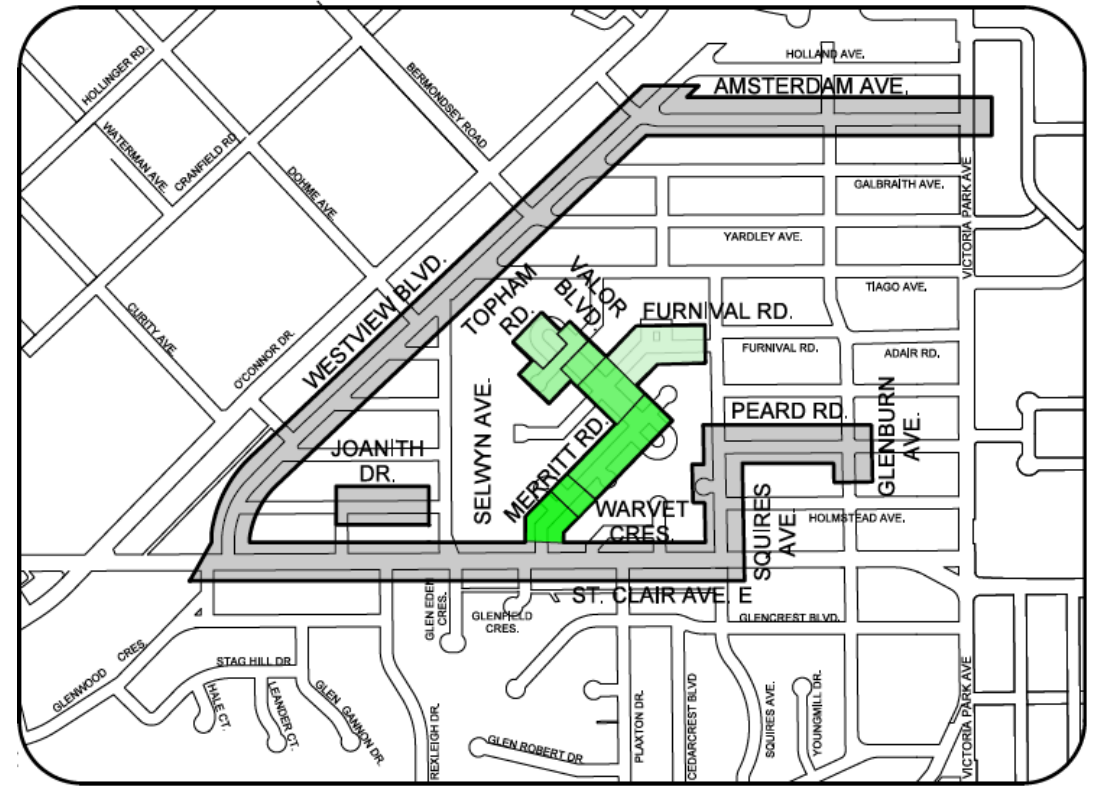 HOLLAND AVE.
HOLLINGER RD.
BERMONDSEY ROAD
AMSTERDAM AVE.
WATERMAN AVE.
CRANFIELD RD.
DOHME AVE.
GALBRAITH AVE.
VICTORIA PARK AVE
YARDLEY AVE.
WESTVIEW BLVD.
TOPHAM
RD.
VALOR
BLVD.
TIAGO AVE.
FURNIVAL RD.
CURITY AVE
O'CONNOR DR.
FURNIVAL RD.
ADAIR RD.
SELWYN AVE.
PEARD RD.
GLENBURN
AVE.
JOANITH
DR.
MERRITT RD.
WARVET
CRES.
SQUIRES
AVE.
HOLMSTEAD AVE.
ST. CLAIR AVE. E
GLEN EDEN
CRES.
GLENFIELD
CRES.
GLENCREST BLVD.
GLENWOOD CRES.
STAG HILL DR
HALE CT.
LEANDER CT.
GLEN GANNON DR.
REXLEIGH DR.
GLEN ROBERT DR
PLAXTON DR.
CEDARCREST BLVD
SQUIRES AVE.
YOUNGMILL DR.
VICTORIA PARK AVE